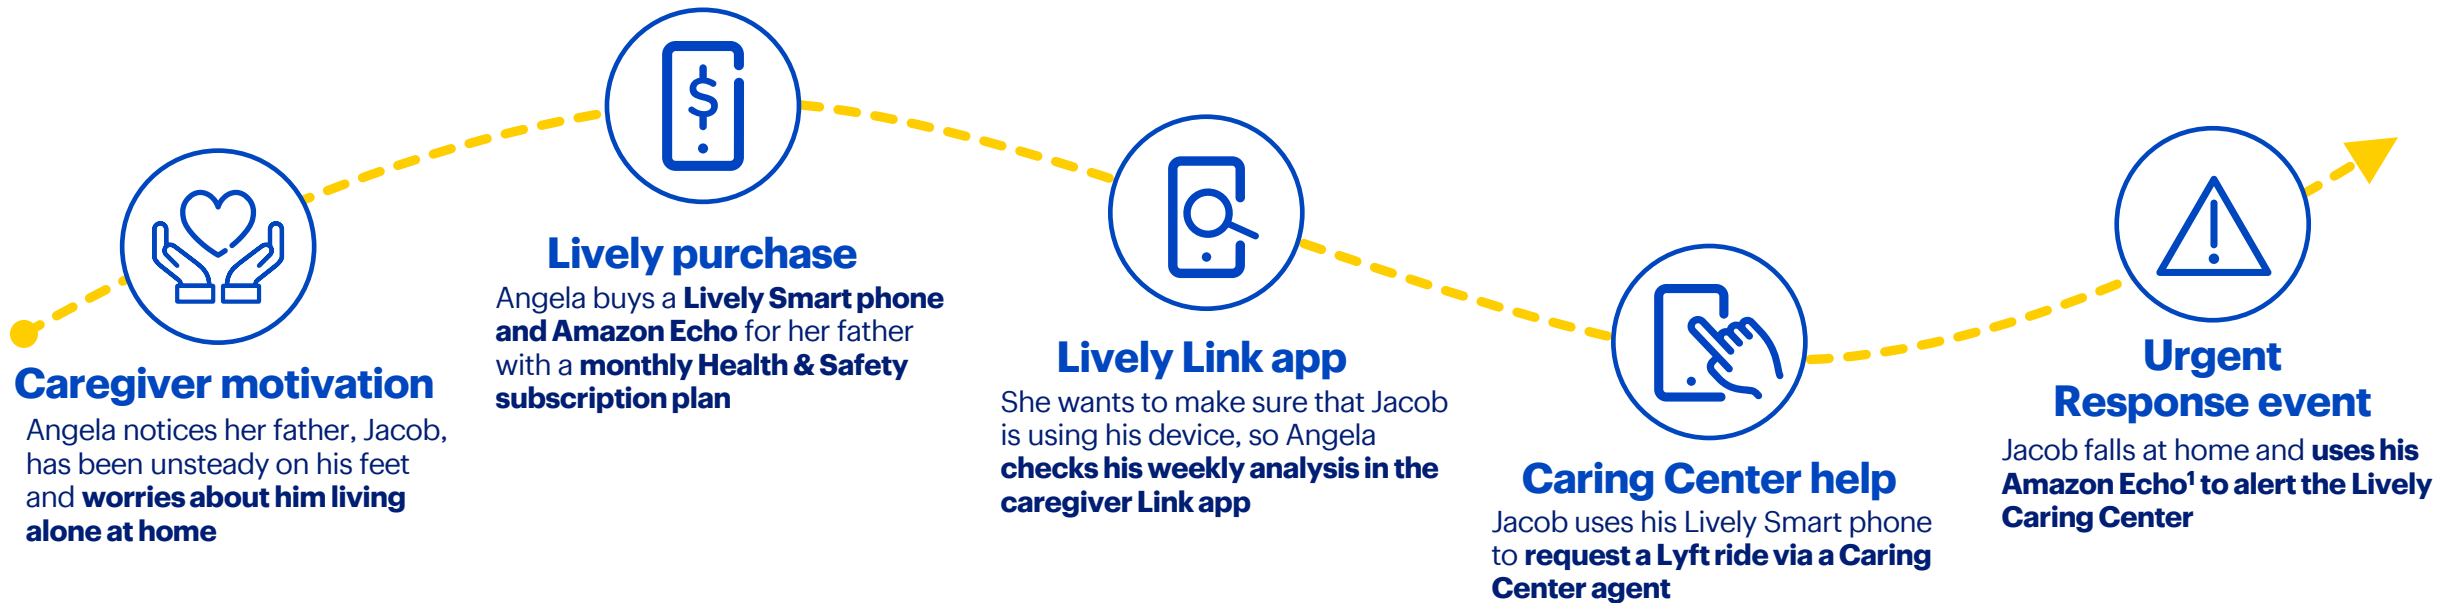 Caregiver motivation
Angela notices her father, Jacob,
has been unsteady on his feet
and worries about him living
alone at home
Lively purchase
Angela buys a Lively Smart phone
and Amazon Echo for her father
with a monthly Health & Safety
subscription plan
$
Lively Link app
She wants to make sure that Jacob
is using his device, so Angela
checks his weekly analysis in the
caregiver Link app
Caring Center help
Jacob uses his Lively Smart phone
to request a Lyft ride via a Caring
Center agent
Urgent
Response event
Jacob falls at home and uses his
Amazon Echo¹ to alert the Lively
Caring Center